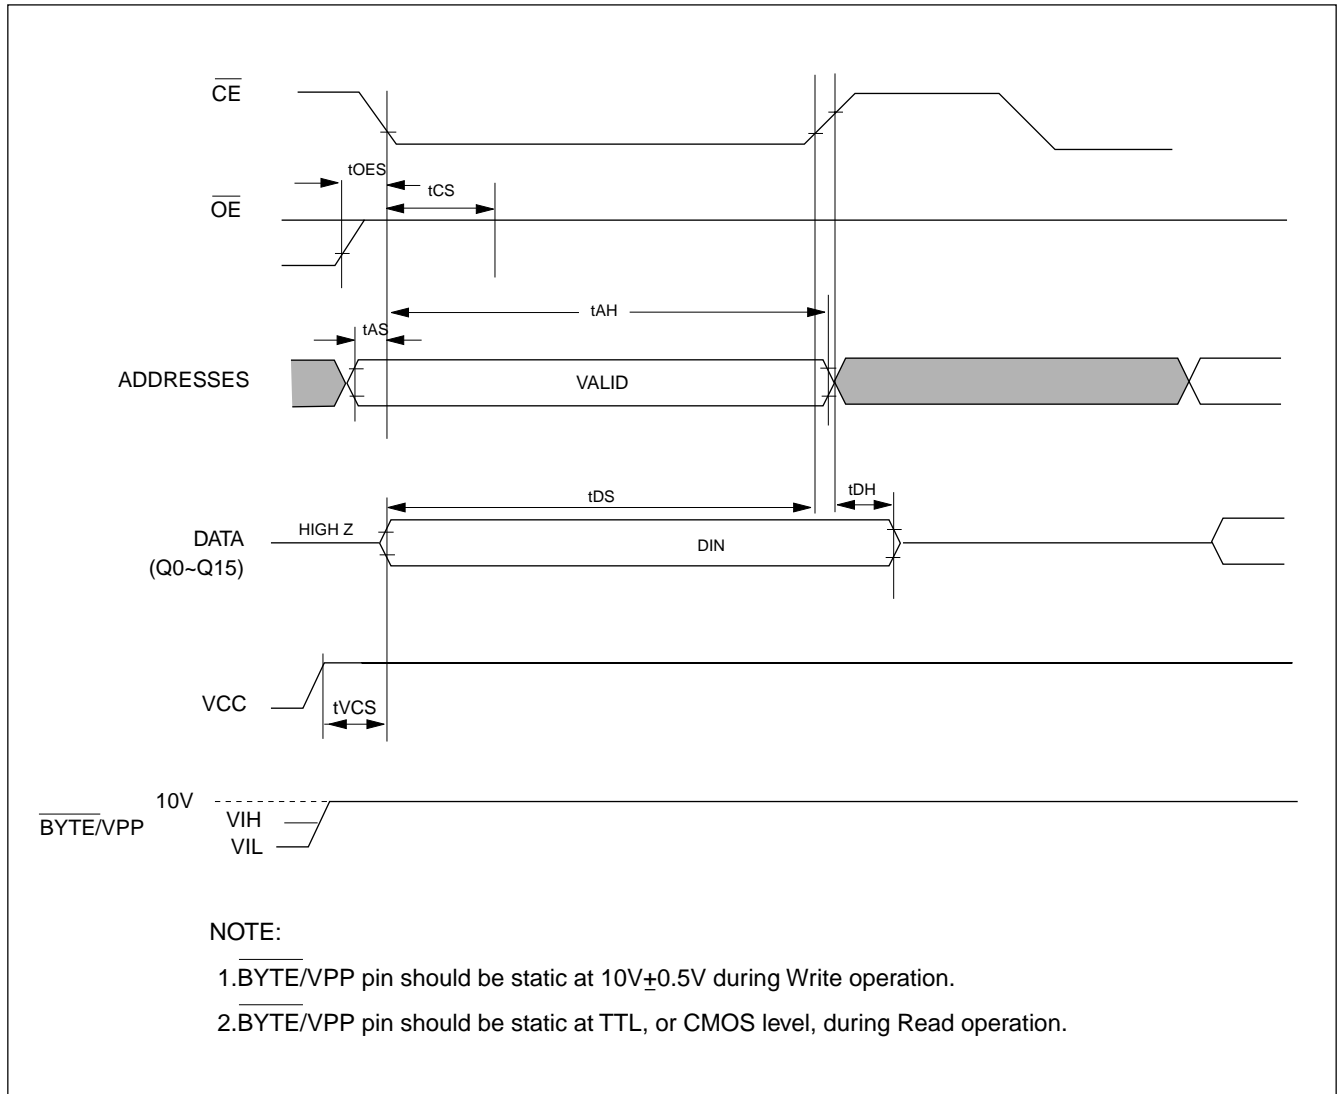 CE
tOES
tCS
OE
tAH
tAS
ADDRESSES
VALID
tDS
tDH
HIGH Z
DATA
DIN
(Q0~Q15)
VCC
tVCS
10V
VIH
BYTE/VPP
VIL
NOTE:
1.BYTE/VPP pin should be static at 10V±0.5V during Write operation.
2.BYTE/VPP pin should be static at TTL, or CMOS level, during Read operation.